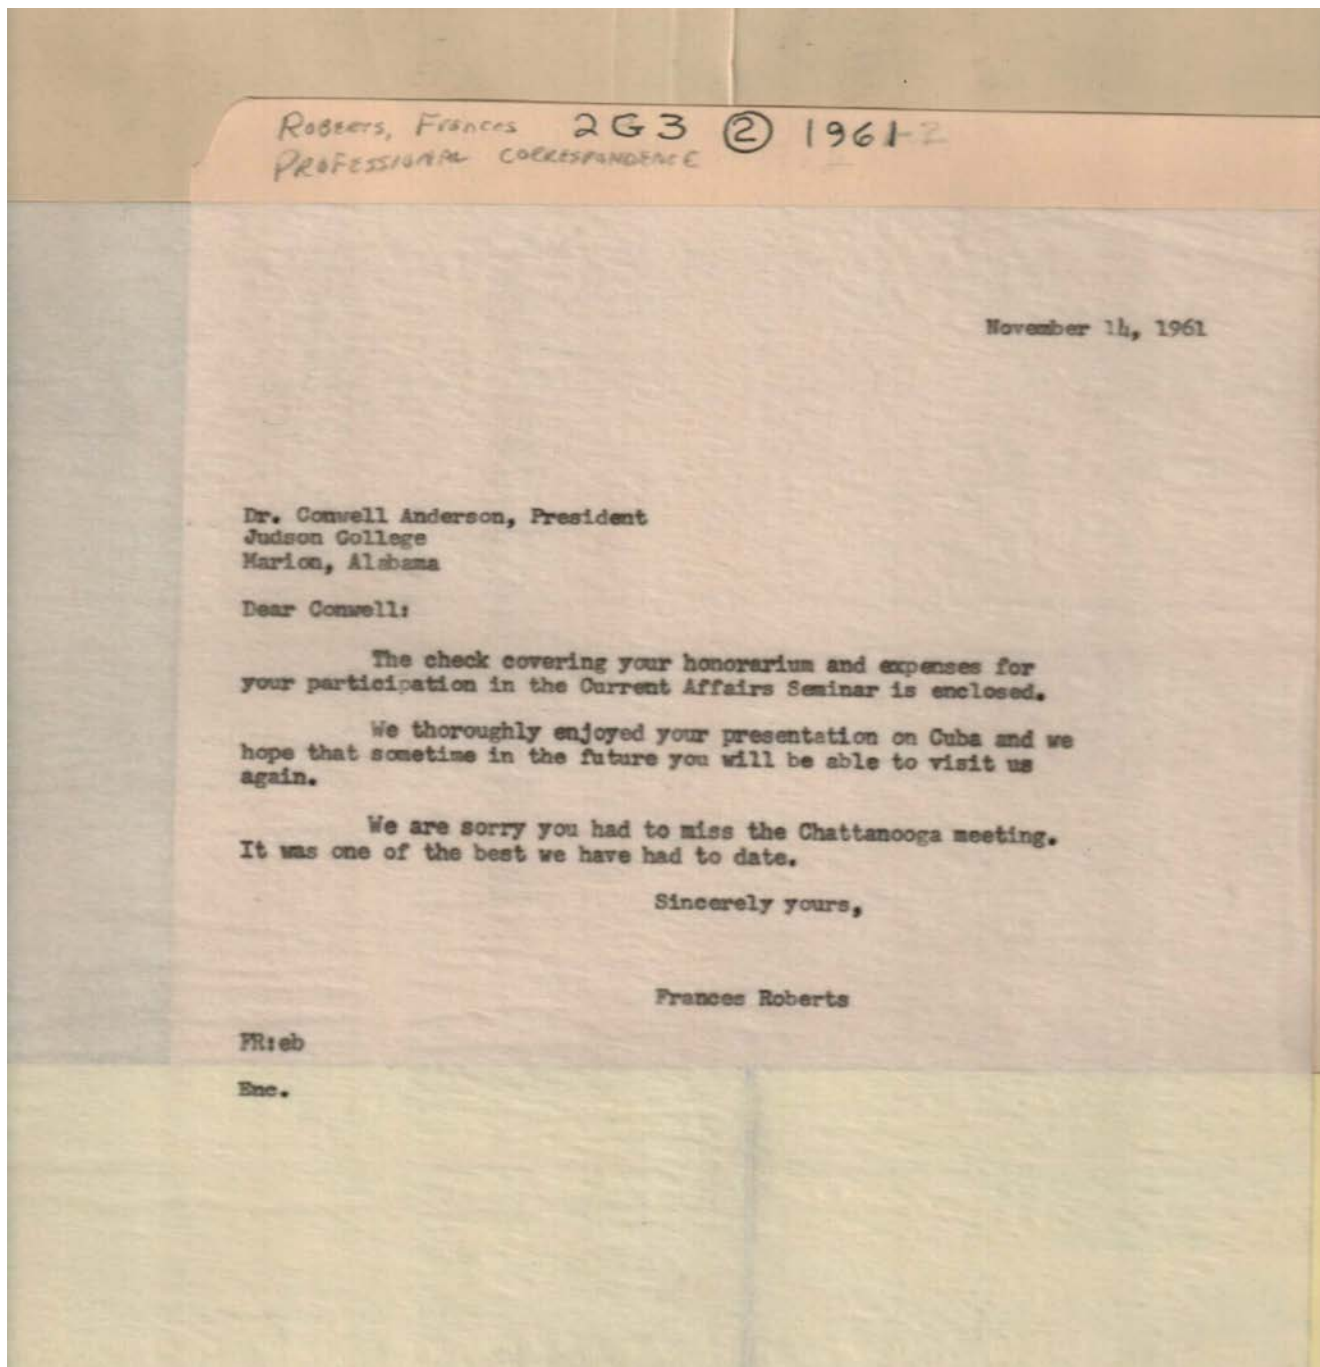 Roberts, Frances 2G3 ② 1961-2
PROFESSIONAL CORRESPONDENCE
November 14, 1961
Dr. Conwell Anderson, President
Judson College
Marion, Alabama
Dear Conwell:
The check covering your honorarium and expenses for
your participation in the Current Affairs Seminar is enclosed.
We thoroughly enjoyed your presentation on Cuba and we
hope that sometime in the future you will be able to visit us
again.
We are sorry you had to miss the Chattanooga meeting.
It was one of the best we have had to date.
Sincerely yours,
Frances Roberts
FR:eb
Enc.